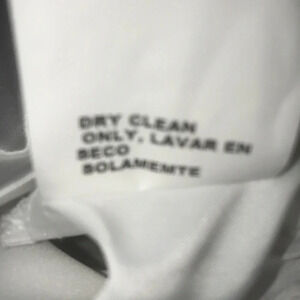 DRY CLEAN
ONLY. LAVAR EN
SECO
SOLAMEMTE